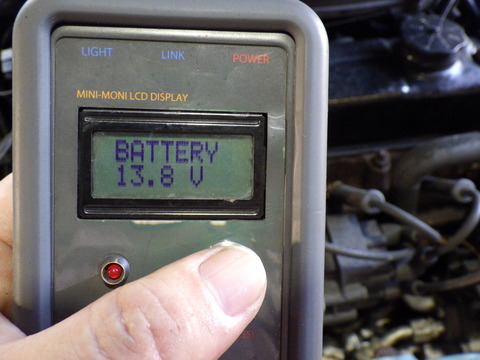 LIGHT LINK POWER
MINI-MONI LCD DISPLAY
BATTERY
13.8 V